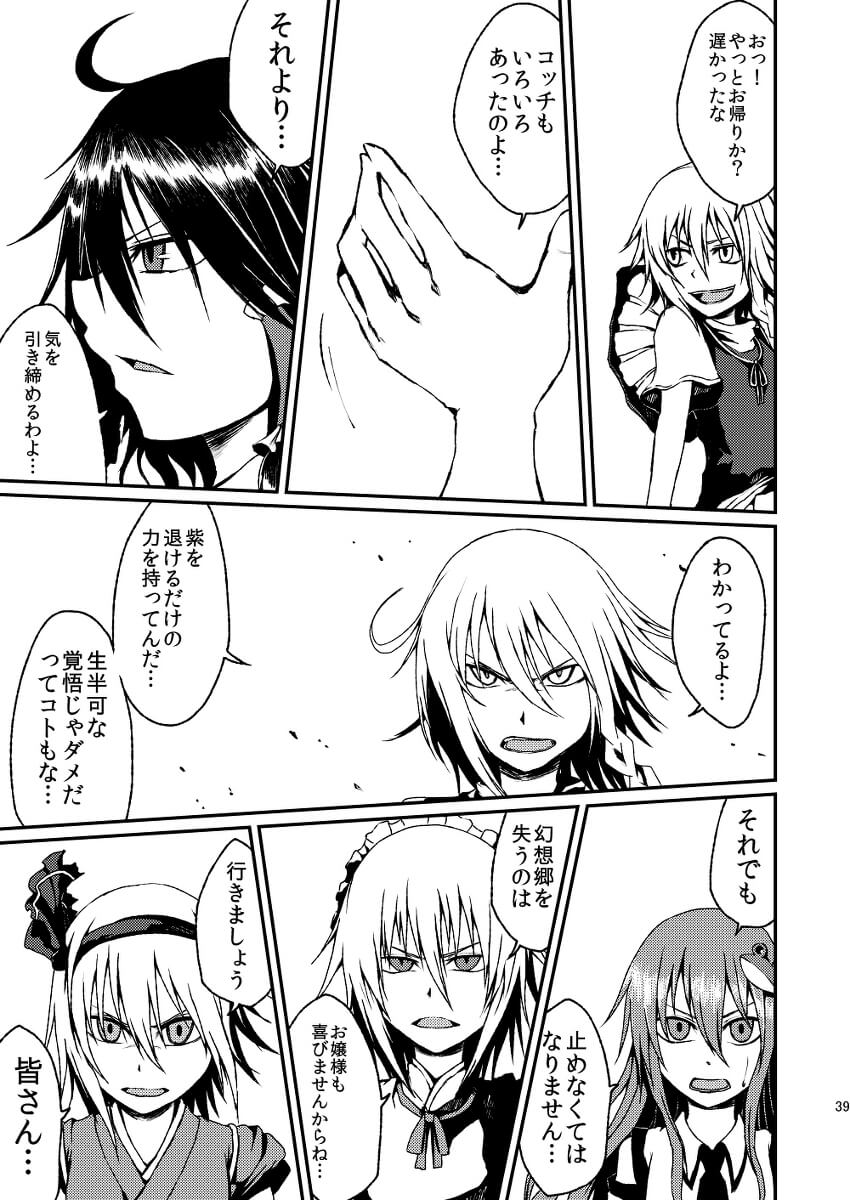 おっ！
やっとお帰りか？
遅かったな
コッチも
いろいろ
あったのよ…
それより…
気を
引き締めるわよ…
わかってるよ…
紫を
退けるだけの
力を持ってんだ…
生半可な
覚悟じゃダメだ
ってコトもな…
それでも
止めなくては
なりません…
幻想郷を
失うのは
お嬢様も
喜びませんからね…
行きましょう
皆さん…
39